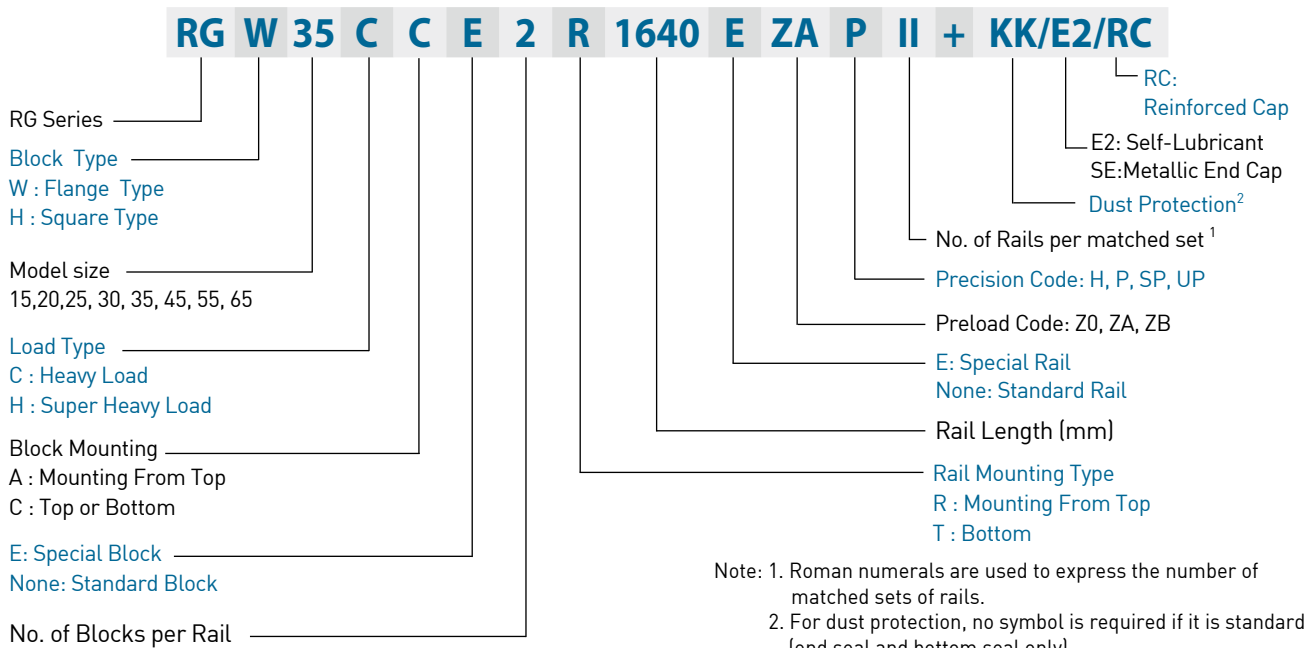 RG W 35 C C E 2 R 1640 E ZA P II + KK/E2/RC
RG Series
Block Type
W : Flange Type
H : Square Type
Model size
15,20,25, 30, 35, 45, 55, 65
Load Type
C : Heavy Load
H : Super Heavy Load
Block Mounting
A : Mounting From Top
C : Top or Bottom
E: Special Block
None: Standard Block
No. of Blocks per Rail
RC:
Reinforced Cap
E2: Self-Lubricant
SE:Metallic End Cap
Dust Protection2
No. of Rails per matched set 1
Precision Code: H, P, SP, UP
Preload Code: Z0, ZA, ZB
E: Special Rail
None: Standard Rail
Rail Length (mm)
Rail Mounting Type
R : Mounting From Top
T : Bottom
Note: 1. Roman numerals are used to express the number of
matched sets of rails.
2. For dust protection, no symbol is required if it is standard
(end seal and bottom seal only)